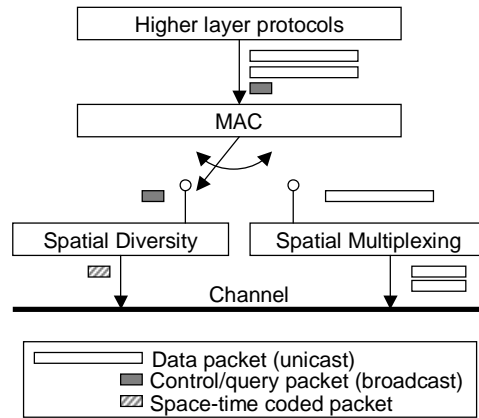 Higher layer protocols
MAC
Spatial Diversity
Spatial Multiplexing
Channel
Data packet (unicast)
Control/query packet (broadcast)
Space-time coded packet